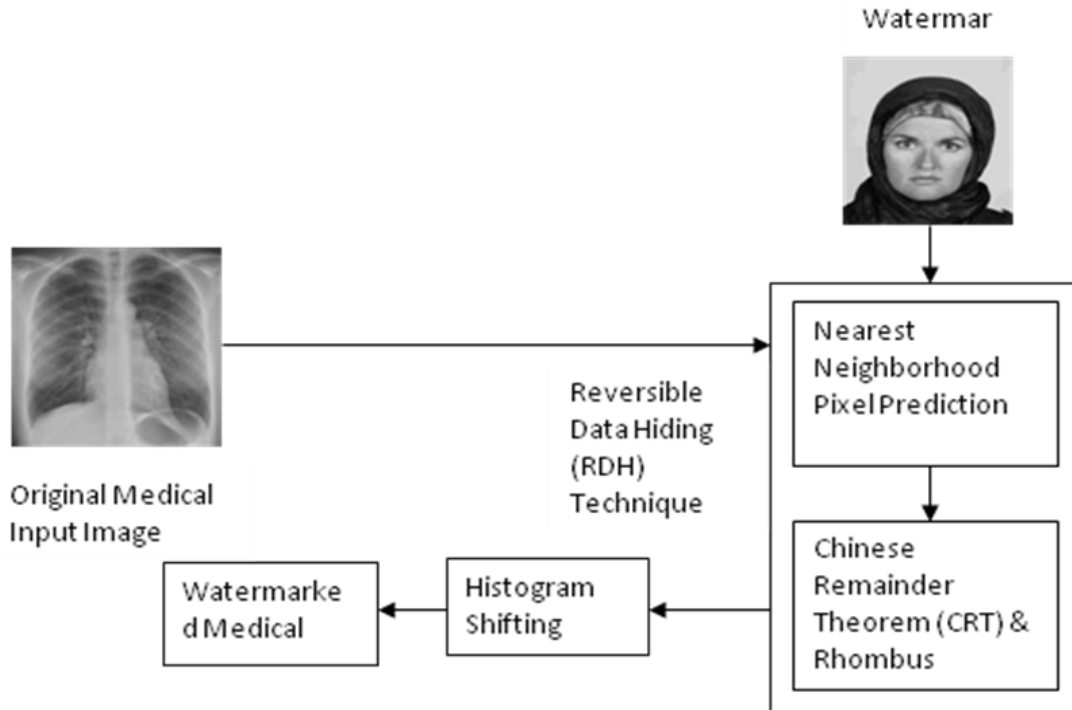 Watermar
Nearest
Neighborhood
Pixel Prediction
Reversible
Data Hiding
(RDH)
Technique
Original Medical
Input Image
Chinese
Remainder
Theorem (CRT) &
Rhombus
Histogram
Shifting
Watermarke
d Medical